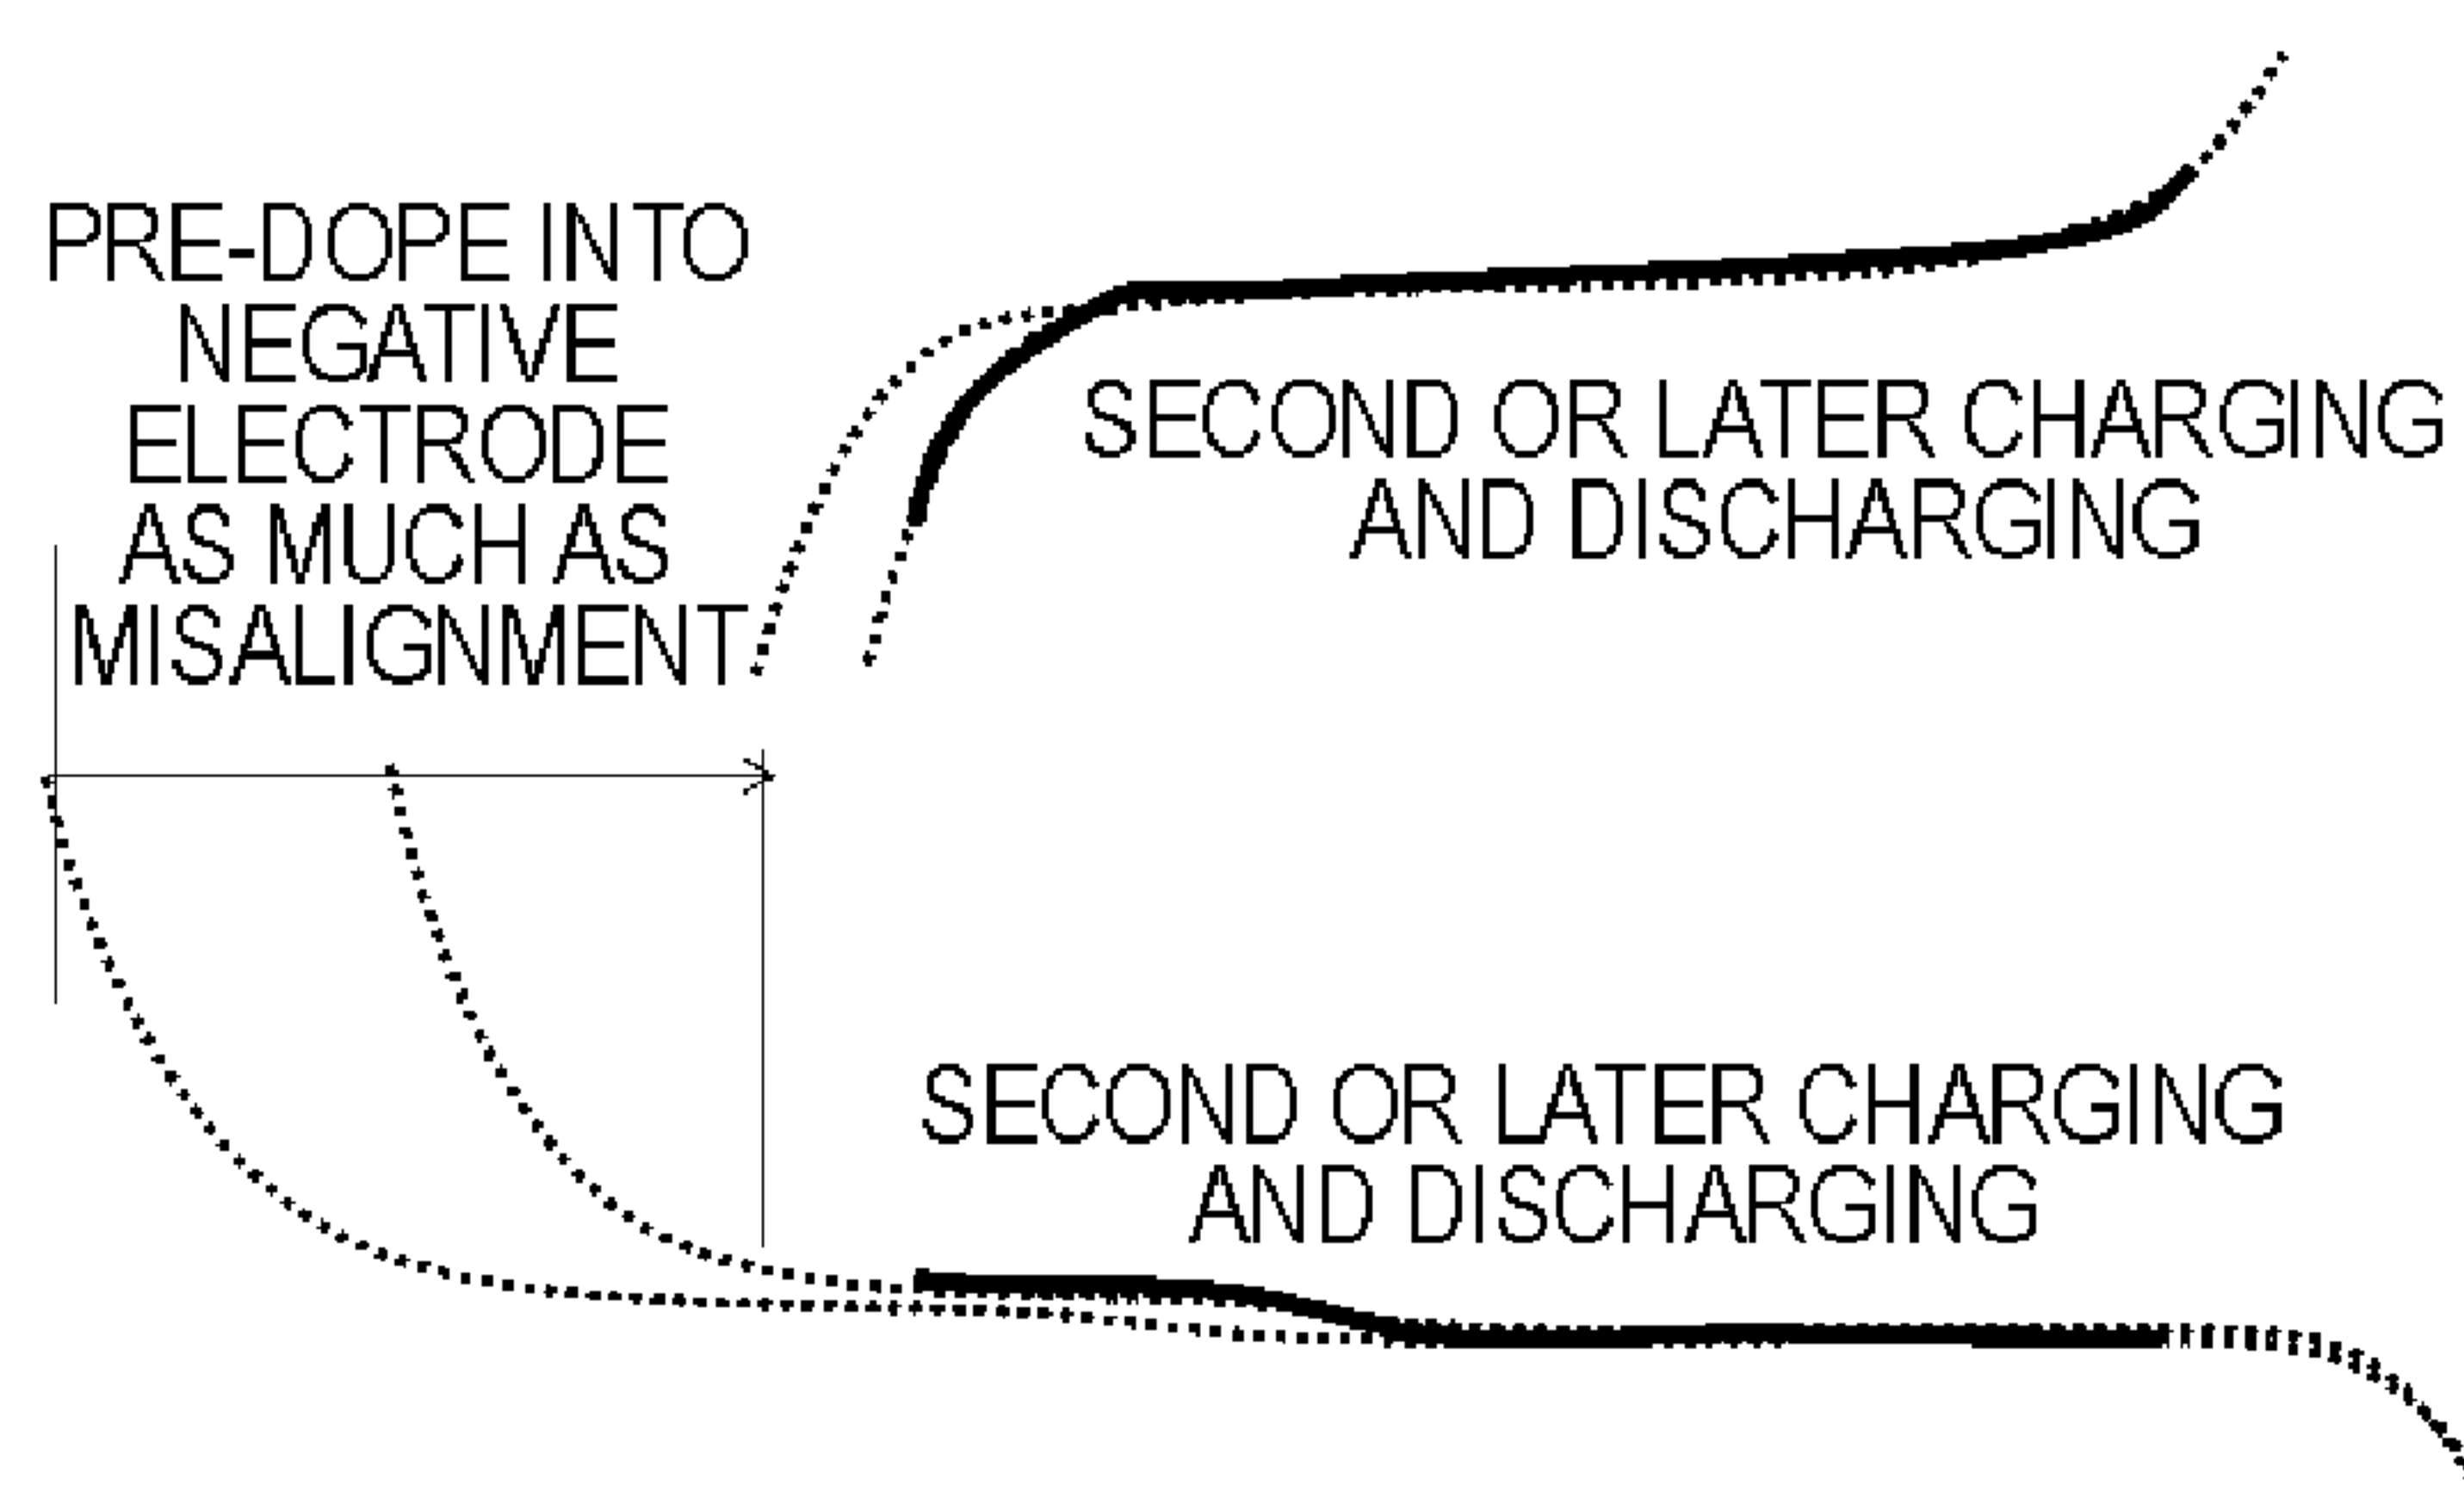 PRE-DOPE INTO
NEGATIVE
ELECTRODE
AS MUCH AS
MISALIGNMENT
SECOND OR LATER CHARGING
AND DISCHARGING
SECOND OR LATER CHARGING
AND DISCHARGING